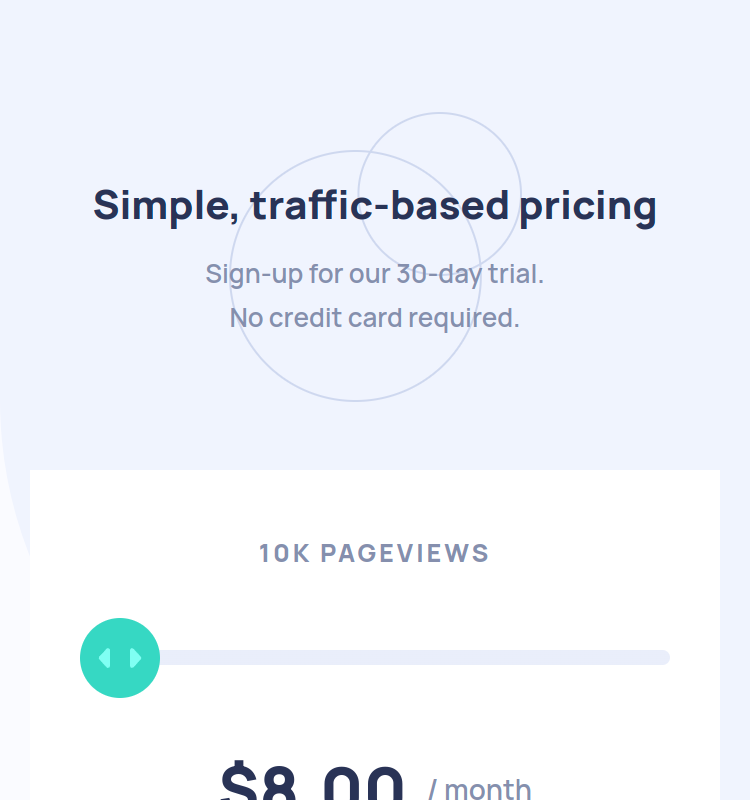 Simple, traffic-based pricing
Sign-up for our 30-day trial.
No credit card required.
10K PAGEVIEWS
$8.00 / month